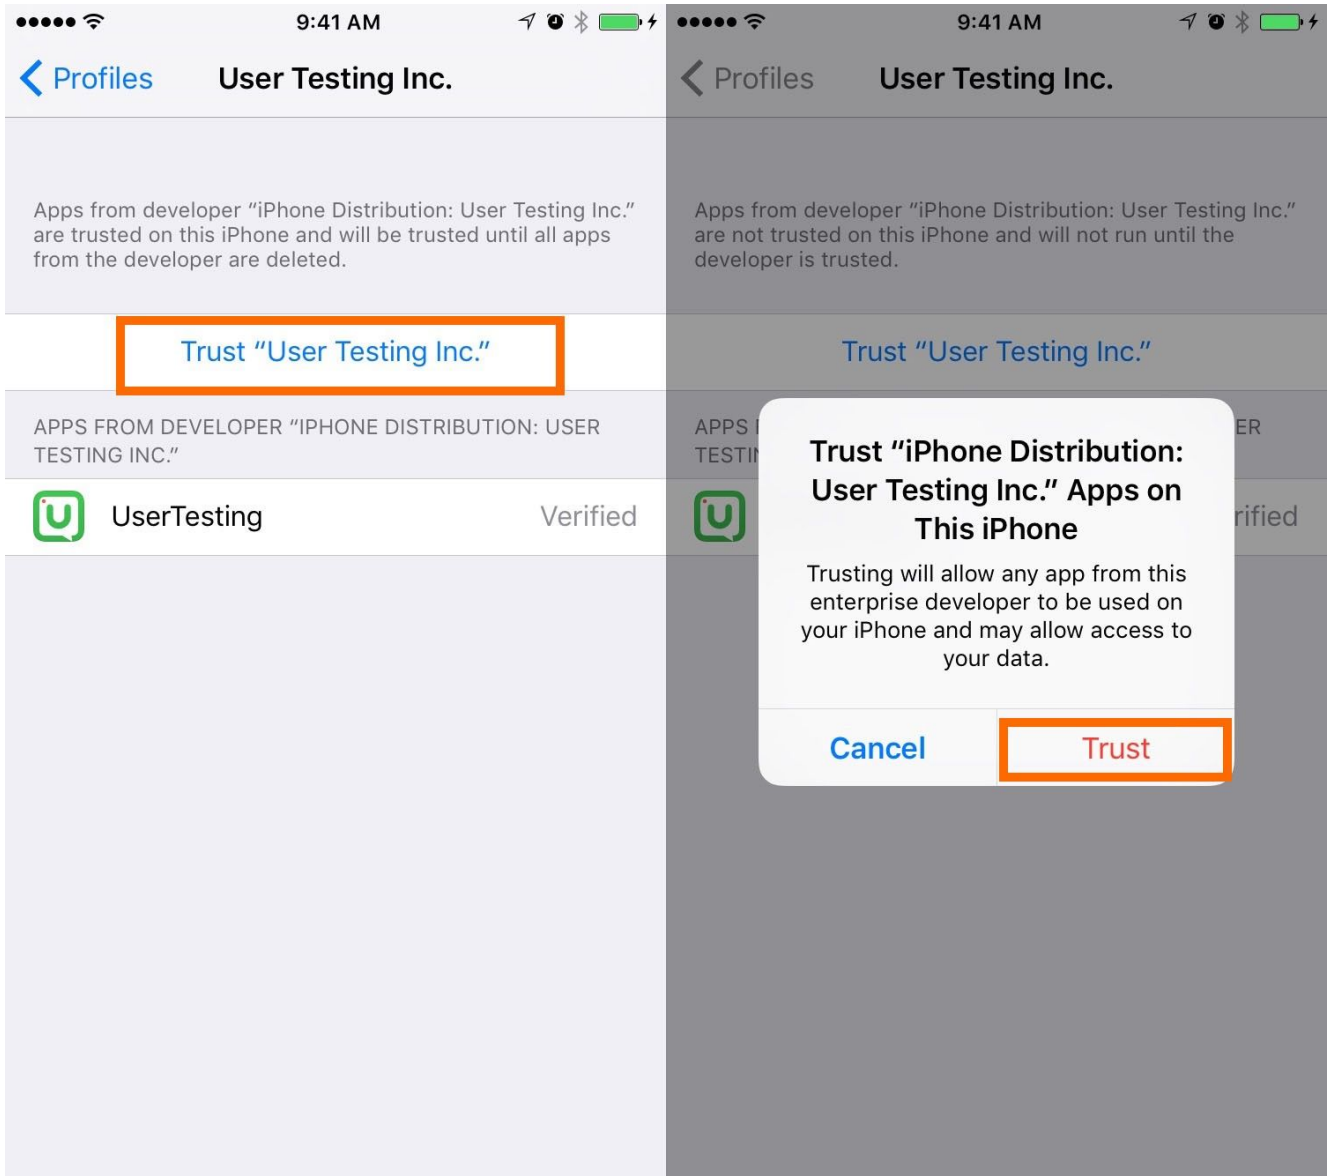 9:41 AM
Profiles
User Testing Inc.
Apps from developer “iPhone Distribution: User Testing Inc.”
are trusted on this iPhone and will be trusted until all apps
from the developer are deleted.
Trust “User Testing Inc.”
APPS FROM DEVELOPER “IPHONE DISTRIBUTION: USER
TESTING INC.”
UserTesting
Verified
9:41 AM
Profiles
User Testing Inc.
Apps from developer “iPhone Distribution: User Testing Inc.”
are not trusted on this iPhone and will not run until the
developer is trusted.
Trust “User Testing Inc.”
APPS
Trust “iPhone Distribution:
User Testing Inc.” Apps on
This iPhone
Trusting will allow any app from this
enterprise developer to be used on
your iPhone and may allow access to
your data.
Cancel
Trust